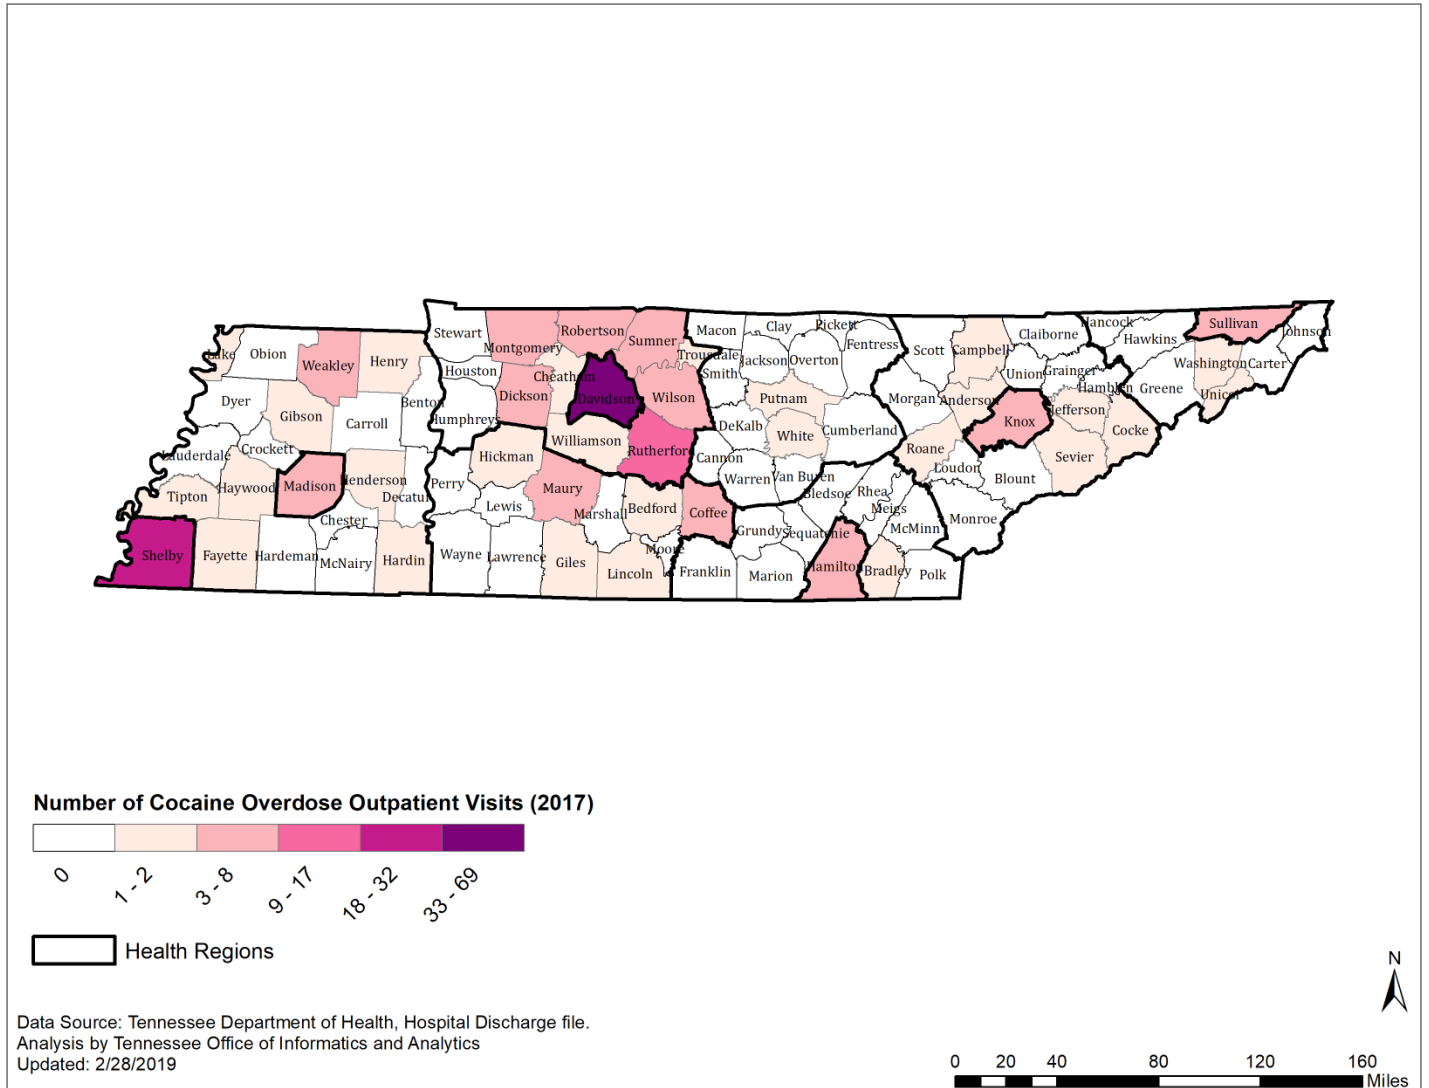 Stewart
Macon
Clay
Pickett
Fentress
Robertson
Sumner
Montgomery
Trousdale
Smith
Jackson
Overton
Scott
Campbell
Claiborne
Hancock
Hawkins
Sullivan
Johnson
Lake
Obion
Weakley
Henry
Houston
Cheatham
Dickson
Davidson
Wilson
Putnam
Morgan
Anderson
Union
Grainger
Hamblen
Greene
Washington
Carter
Unicoi
Dyer
Gibson
Carroll
Benton
Humphreys
Williamson
Rutherford
DeKalb
White
Cumberland
Roane
Knox
Jefferson
Cocke
Sevier
Lauderdale
Crockett
Haywood
Madison
Henderson
Decatur
Perry
Hickman
Maury
Cannon
Warren
Van Buren
Bledsoe
Rhea
Meigs
Loudon
Blount
Tipton
Chester
Lewis
Marshall
Bedford
Coffee
Grundy
Sequatchie
McMinn
Monroe
Shelby
Fayette
Hardeman
McNairy
Hardin
Wayne
Lawrence
Giles
Lincoln
Moore
Franklin
Marion
Hamilton
Bradley
Polk
Number of Cocaine Overdose Outpatient Visits (2017)
0
1 - 2
3 - 8
9 - 17
18 - 32
33 - 69
Health Regions
N
Data Source: Tennessee Department of Health, Hospital Discharge file.
Analysis by Tennessee Office of Informatics and Analytics
Updated: 2/28/2019
0 20 40 80 120 160
Miles